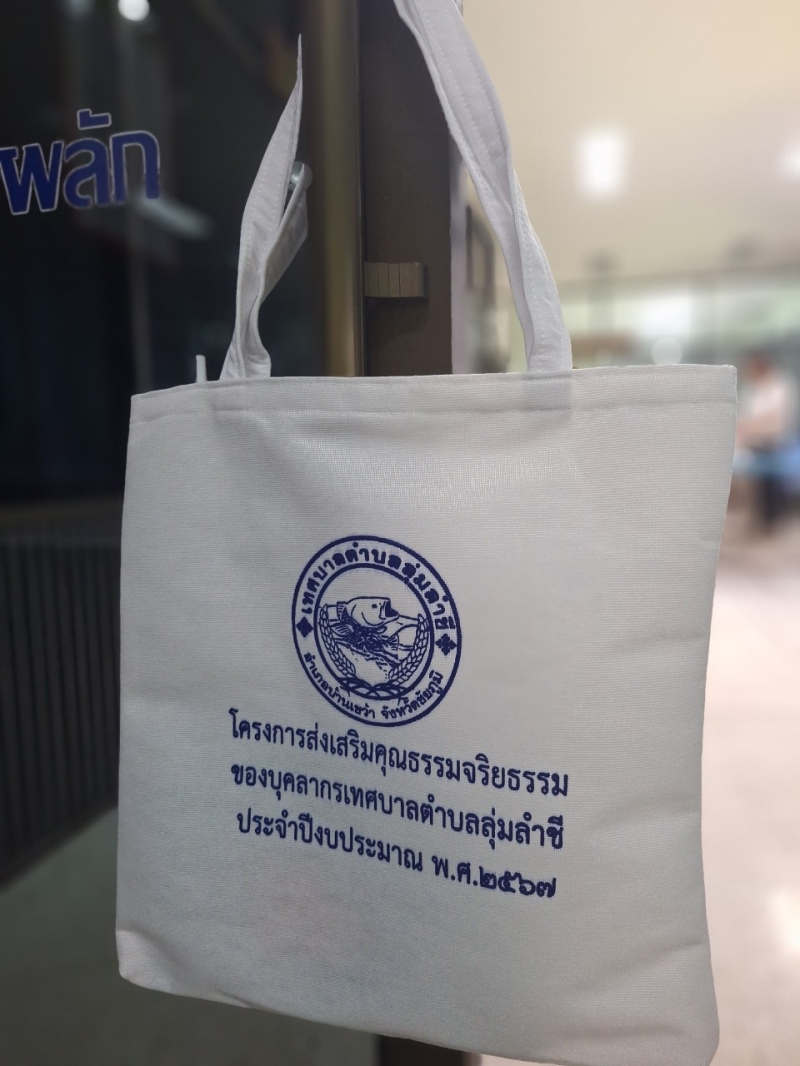 ผลัก
เทศบาลตำบลลุ่มลำชี
อำเภอบ้านเขว้า จังหวัดชัยภูมิ
โครงการส่งเสริมคุณธรรมจริยธรรม
ของบุคลากรเทศบาลตำบลลุ่มลำชี
ประจำปีงบประมาณ พ.ศ.๒๕๖๗